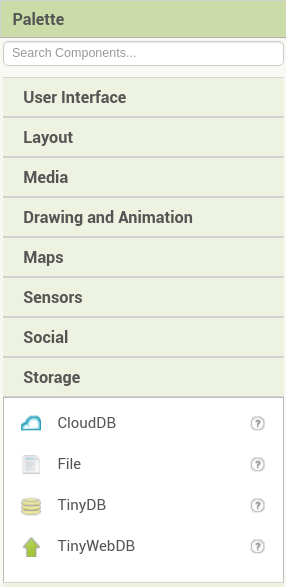 Palette
Search Components...
User Interface
Layout
Media
Drawing and Animation
Maps
Sensors
Social
Storage
CloudDB ?
File ?
TinyDB ?
TinyWebDB ?